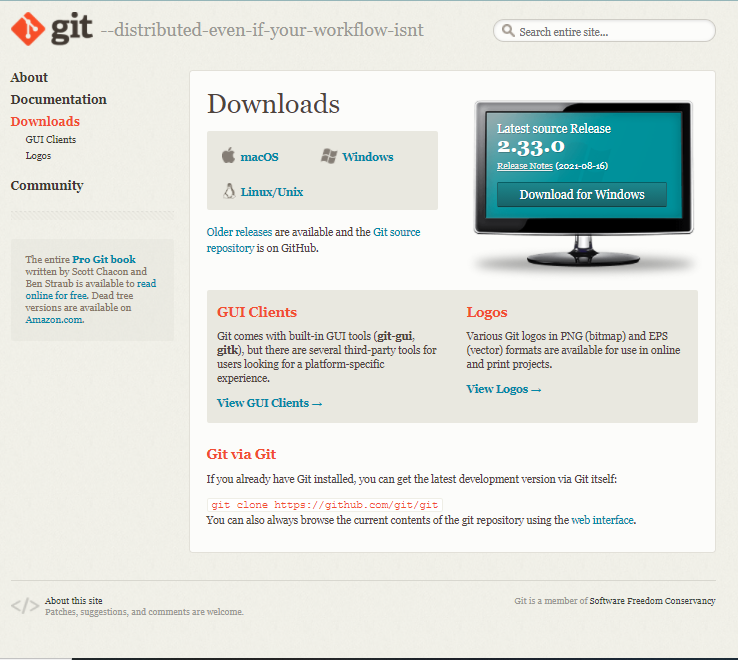 git --distributed-even-if-your-workflow-isnt
Search entire site...
About
Documentation
Downloads
GUI Clients
Logos
Community
The entire Pro Git book
written by Scott Chacon and
Ben Straub is available to read
online for free. Dead tree
versions are available on
Amazon.com.
Downloads
macOS
Windows
Linux/Unix
Older releases are available and the Git source
repository is on GitHub.
Latest source Release
2.33.0
Release Notes (2021-08-16)
Download for Windows
GUI Clients
Git comes with built-in GUI tools (git-gui,
gitk), but there are several third-party tools for
users looking for a platform-specific
experience.
View GUI Clients →
Logos
Various Git logos in PNG (bitmap) and EPS
(vector) formats are available for use in online
and print projects.
View Logos →
Git via Git
If you already have Git installed, you can get the latest development version via Git itself:
git clone https://github.com/git/git
You can also always browse the current contents of the git repository using the web interface.
</> About this site
Patches, suggestions, and comments are welcome.
Git is a member of Software Freedom Conservancy